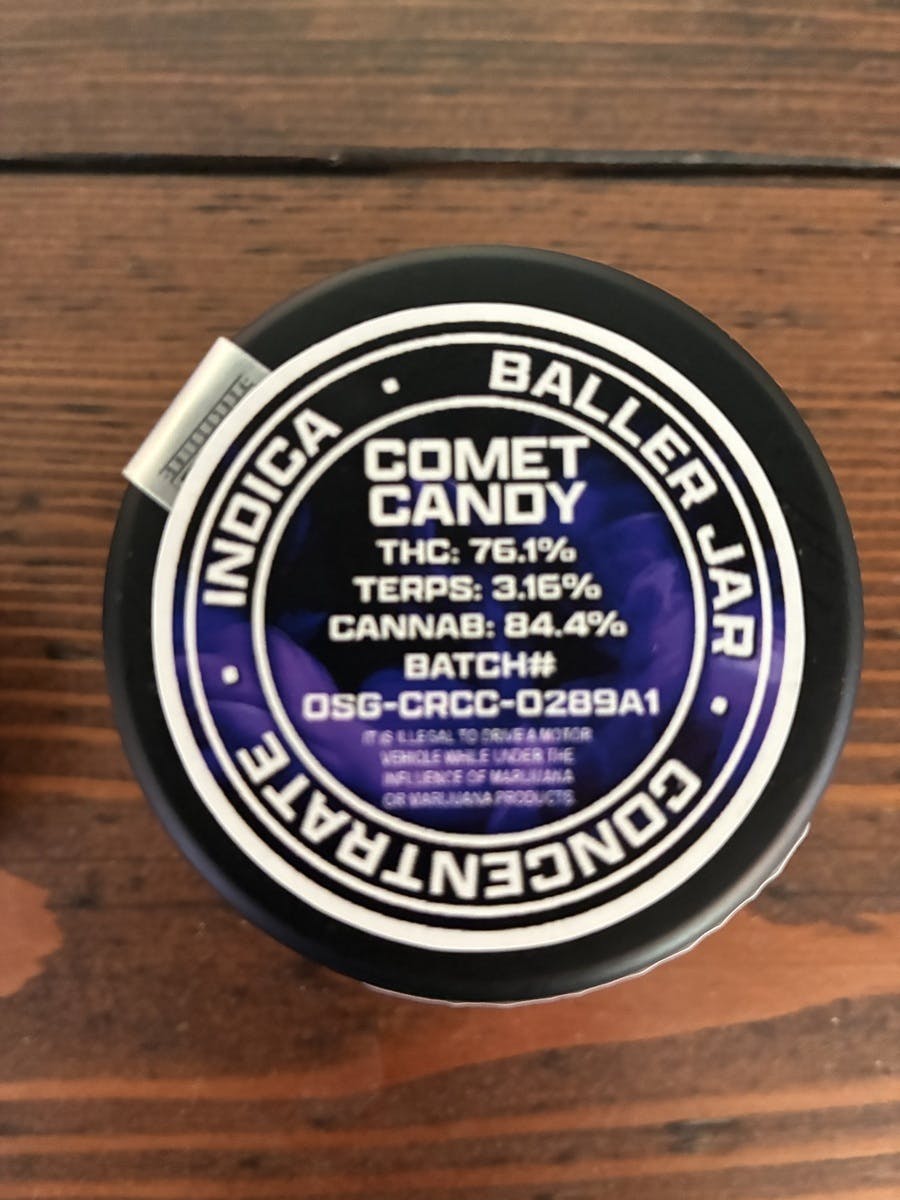 INDICA • BALLER JAR • CONCENTRATE •
COMET
CANDY
THC: 76.1%
TERPS: 3.16%
CANNAB: 84.4%
BATCH#
OSG-CRCC-0289A1
IT IS ILLEGAL TO DRIVE A MOTOR
VEHICLE WHILE UNDER THE
INFLUENCE OF MARIJUANA
OR MARIJUANA PRODUCTS.